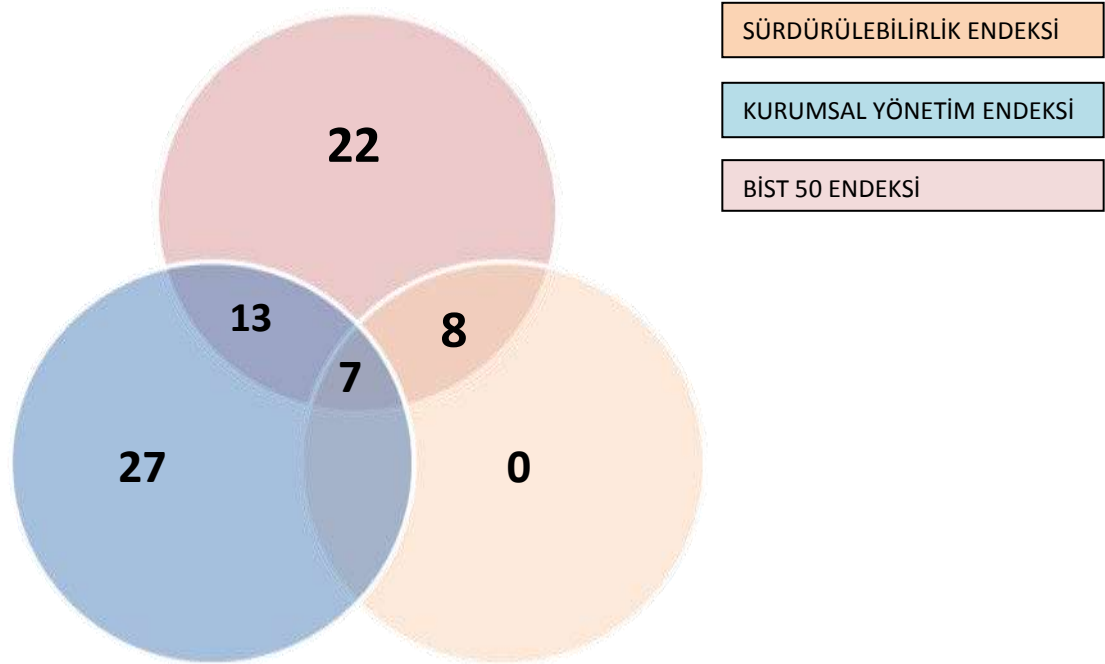 SÜRDÜRÜLEBİLİRLİK ENDEKSİ
KURUMSAL YÖNETİM ENDEKSİ
BİST 50 ENDEKSİ
22
13
8
7
27
0